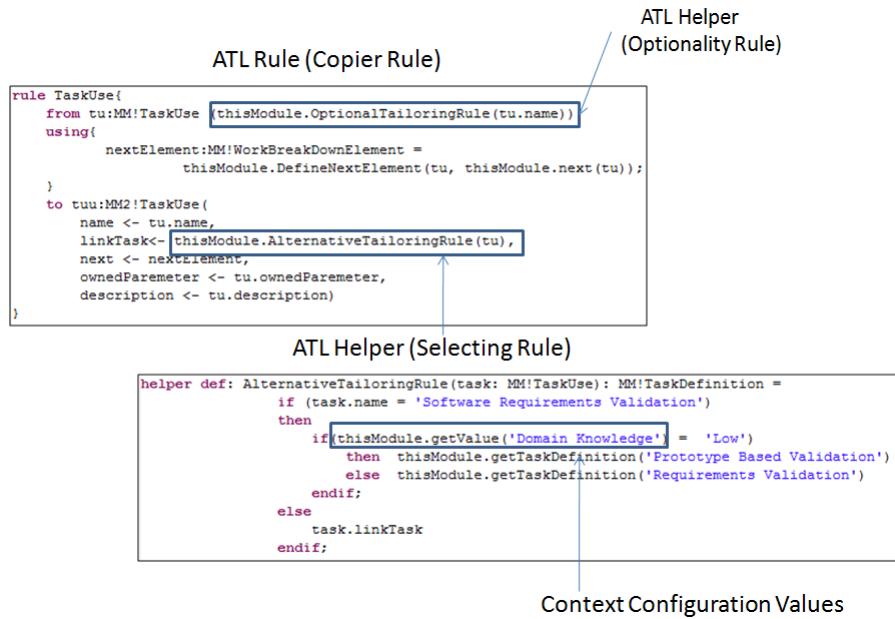 ATL Helper
(Optionality Rule)
ATL Rule (Copier Rule)
rule TaskUse{
from tu:MM!TaskUse (thisModule.OptionalTailoringRule(tu.name))
using{
nextElement:MM!WorkBreakDownElement =
thisModule.DefineNextElement(tu, thisModule.next(tu));
}
to tuu:MM2!TaskUse(
name <- tu.name,
linkTask<- thisModule.AlternativeTailoringRule(tu),
next <- nextElement,
ownedParemeter <- tu.ownedParemeter,
description <- tu.description)
}
ATL Helper (Selecting Rule)
helper def: AlternativeTailoringRule(task: MM!TaskUse): MM!TaskDefinition =
if (task.name = 'Software Requirements Validation')
then
if(thisModule.getValue('Domain Knowledge') = 'Low')
then thisModule.getTaskDefinition('Prototype Based Validation')
else thisModule.getTaskDefinition('Requirements Validation')
endif;
else
task.linkTask
endif;
Context Configuration Values